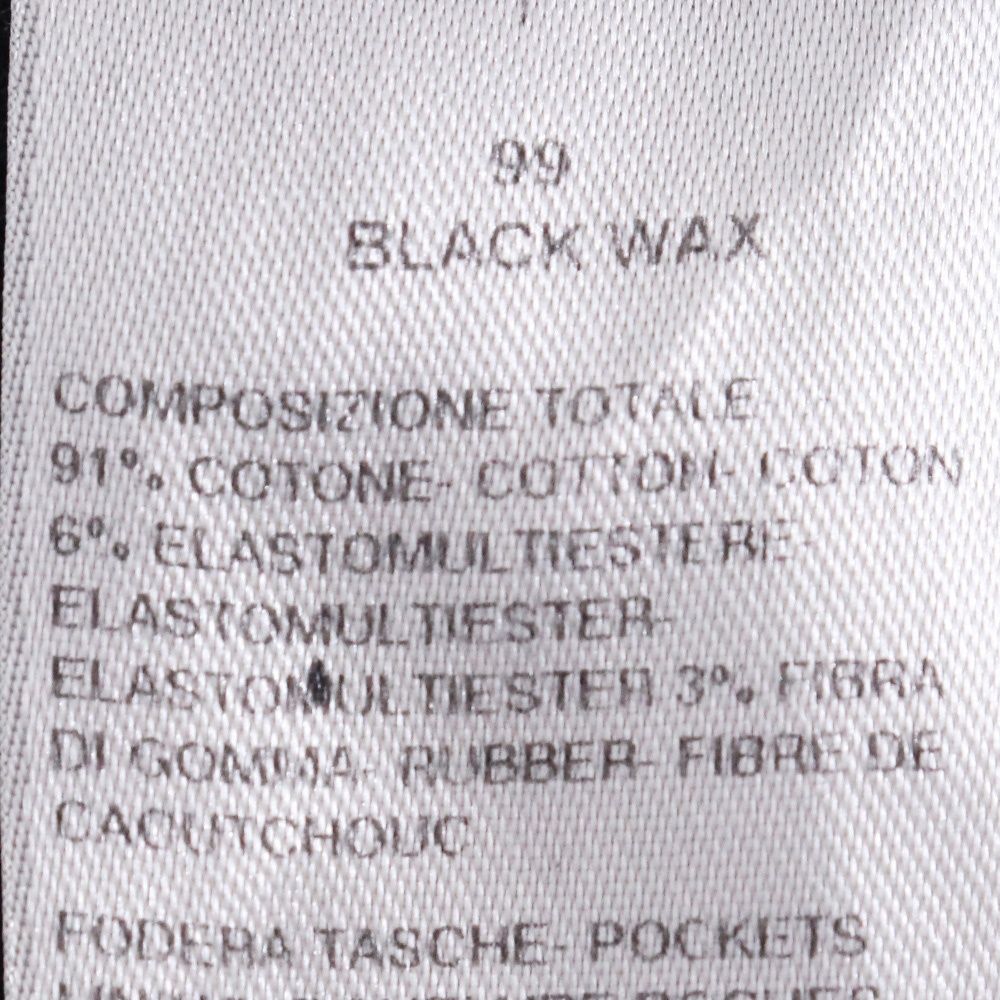 99
BLACK WAX
COMPOSIZIONE TOTALE
91% COTONE- COTTON- COTON
6% ELASTOMULTIESTERE-
ELASTOMULTIESTER-
ELASTOMULTIESTER 3% FIBRA
DI GOMMA- RUBBER- FIBRE DE
CAOUTCHOUC
FODERA TASCHE- POCKETS